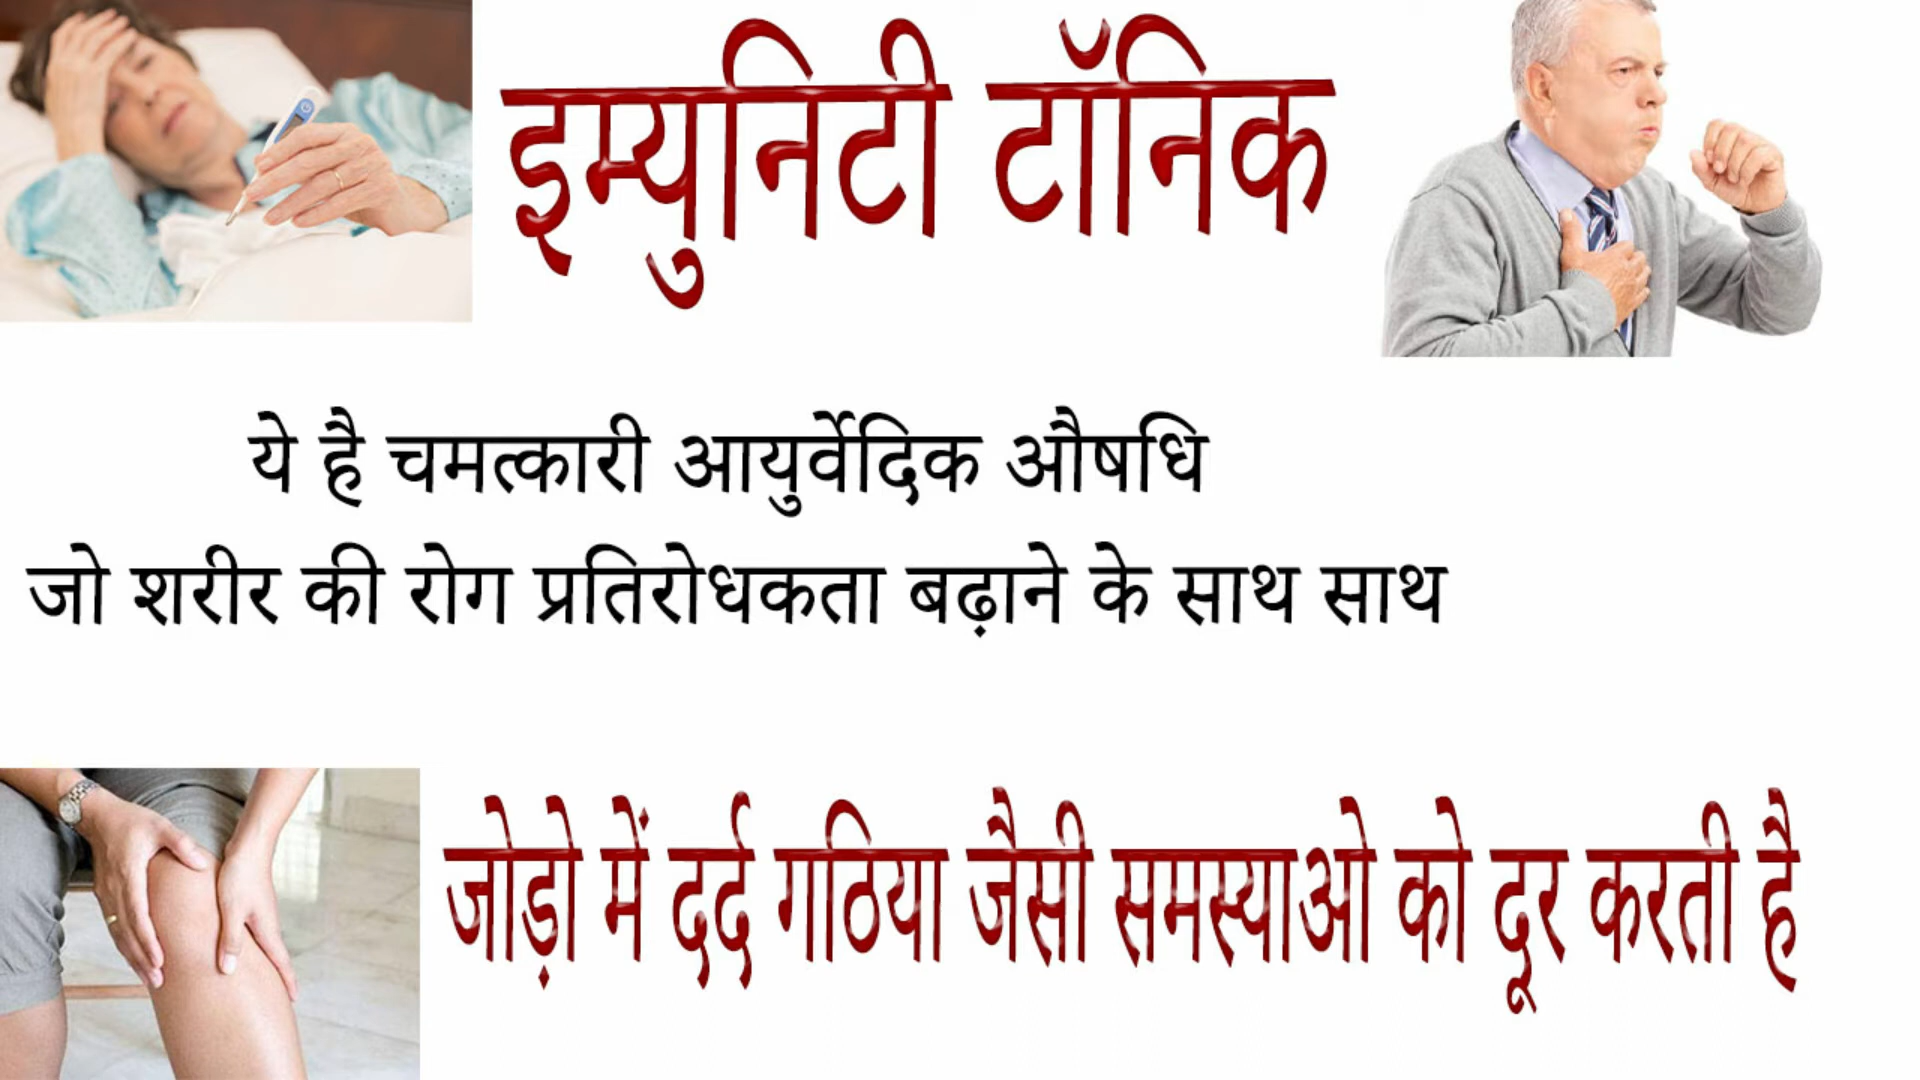 इम्युनिटी टॉनिक
ये है चमत्कारी आयुर्वेदिक औषधि
जो शरीर की रोग प्रतिरोधकता बढ़ाने के साथ साथ
जोड़ो में दर्द गठिया जैसी समस्याओ को दूर करती है